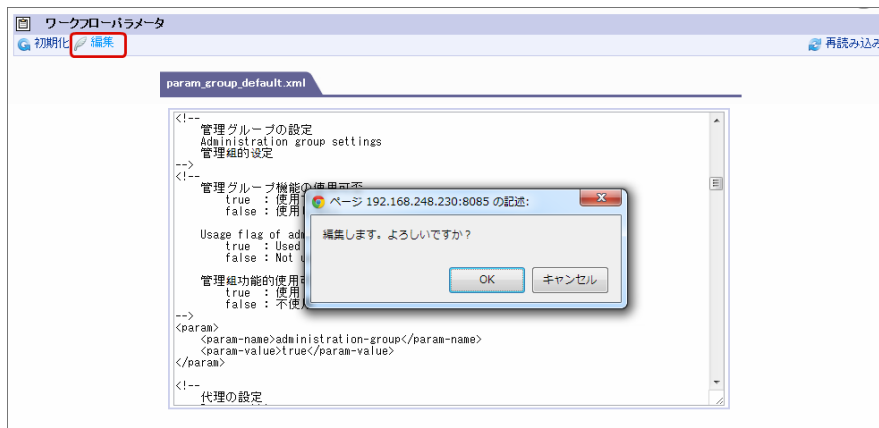 ワークフローパラメータ
初期化 編集 再読み込み
param_group_default.xml
<!--
管理グループの設定
Administration group settings
管理組的设定
-->
<!--
管理グループ機能の使用可否
true : 使用
false : 使用
Usage flag of adm
true : Used
false : Not u
管理組功能的使用可
true : 使用
false : 不使用
-->
<param>
<param-name>administration-group</param-name>
<param-value>true</param-value>
</param>
<!--
代理の設定
ページ 192.168.248.230:8085 の記述:
編集します。よろしいですか?
OK キャンセル